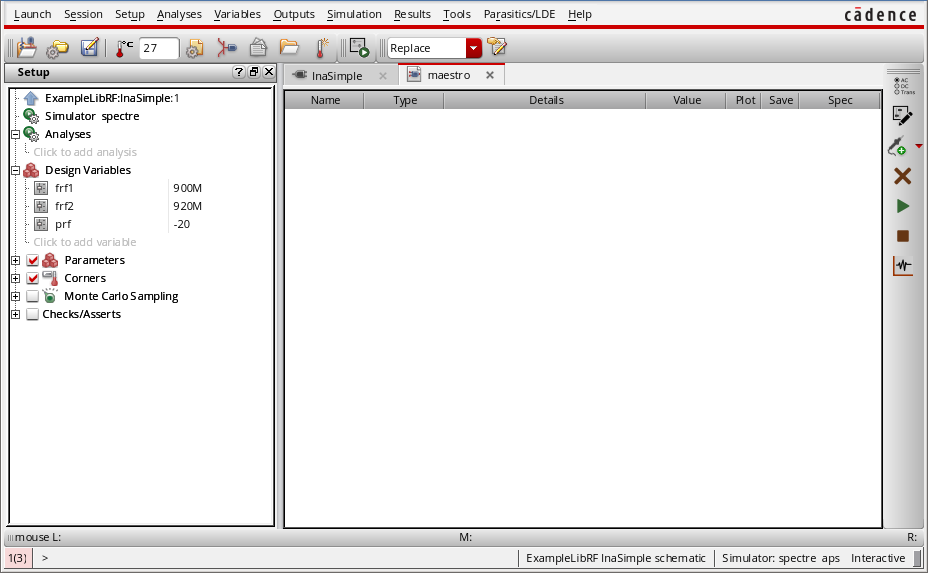 Launch Session Setup Analyses Variables Outputs Simulation Results Tools Parasitics/LDE Help
cādence
°C 27 Replace
Setup ? lnaSimple maestro
Name Type Details Value Plot Save Spec
AC
DC
Trans
ExampleLibRF:lnaSimple:1
Simulator spectre
Analyses
Click to add analysis
Design Variables
frf1 900M
frf2 920M
prf -20
Click to add variable
Parameters
Corners
Monte Carlo Sampling
Checks/Asserts
mouse L: M: R:
1(3) > ExampleLibRF lnaSimple schematic Simulator: spectre aps Interactive